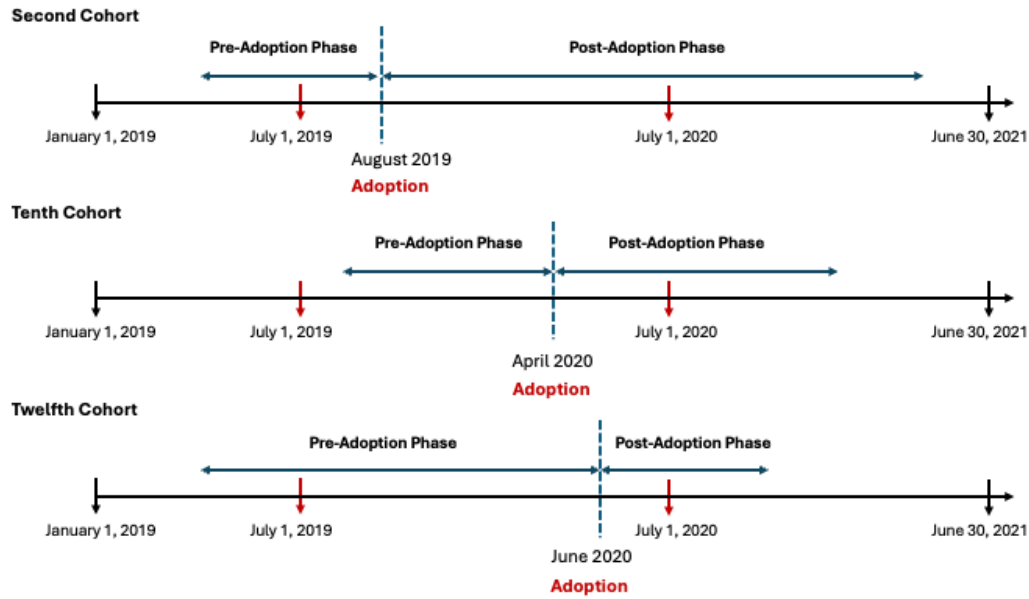 Second Cohort
Pre-Adoption Phase
Post-Adoption Phase
January 1, 2019
July 1, 2019
July 1, 2020
June 30, 2021
August 2019
Adoption
Tenth Cohort
Pre-Adoption Phase
Post-Adoption Phase
January 1, 2019
July 1, 2019
July 1, 2020
June 30, 2021
April 2020
Adoption
Twelfth Cohort
Pre-Adoption Phase
Post-Adoption Phase
January 1, 2019
July 1, 2019
July 1, 2020
June 30, 2021
June 2020
Adoption